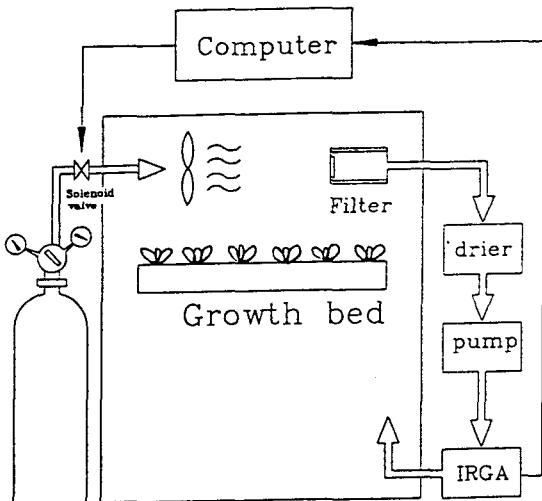 Computer
Solenoid
valve
Filter
drier
Growth bed
pump
IRGA